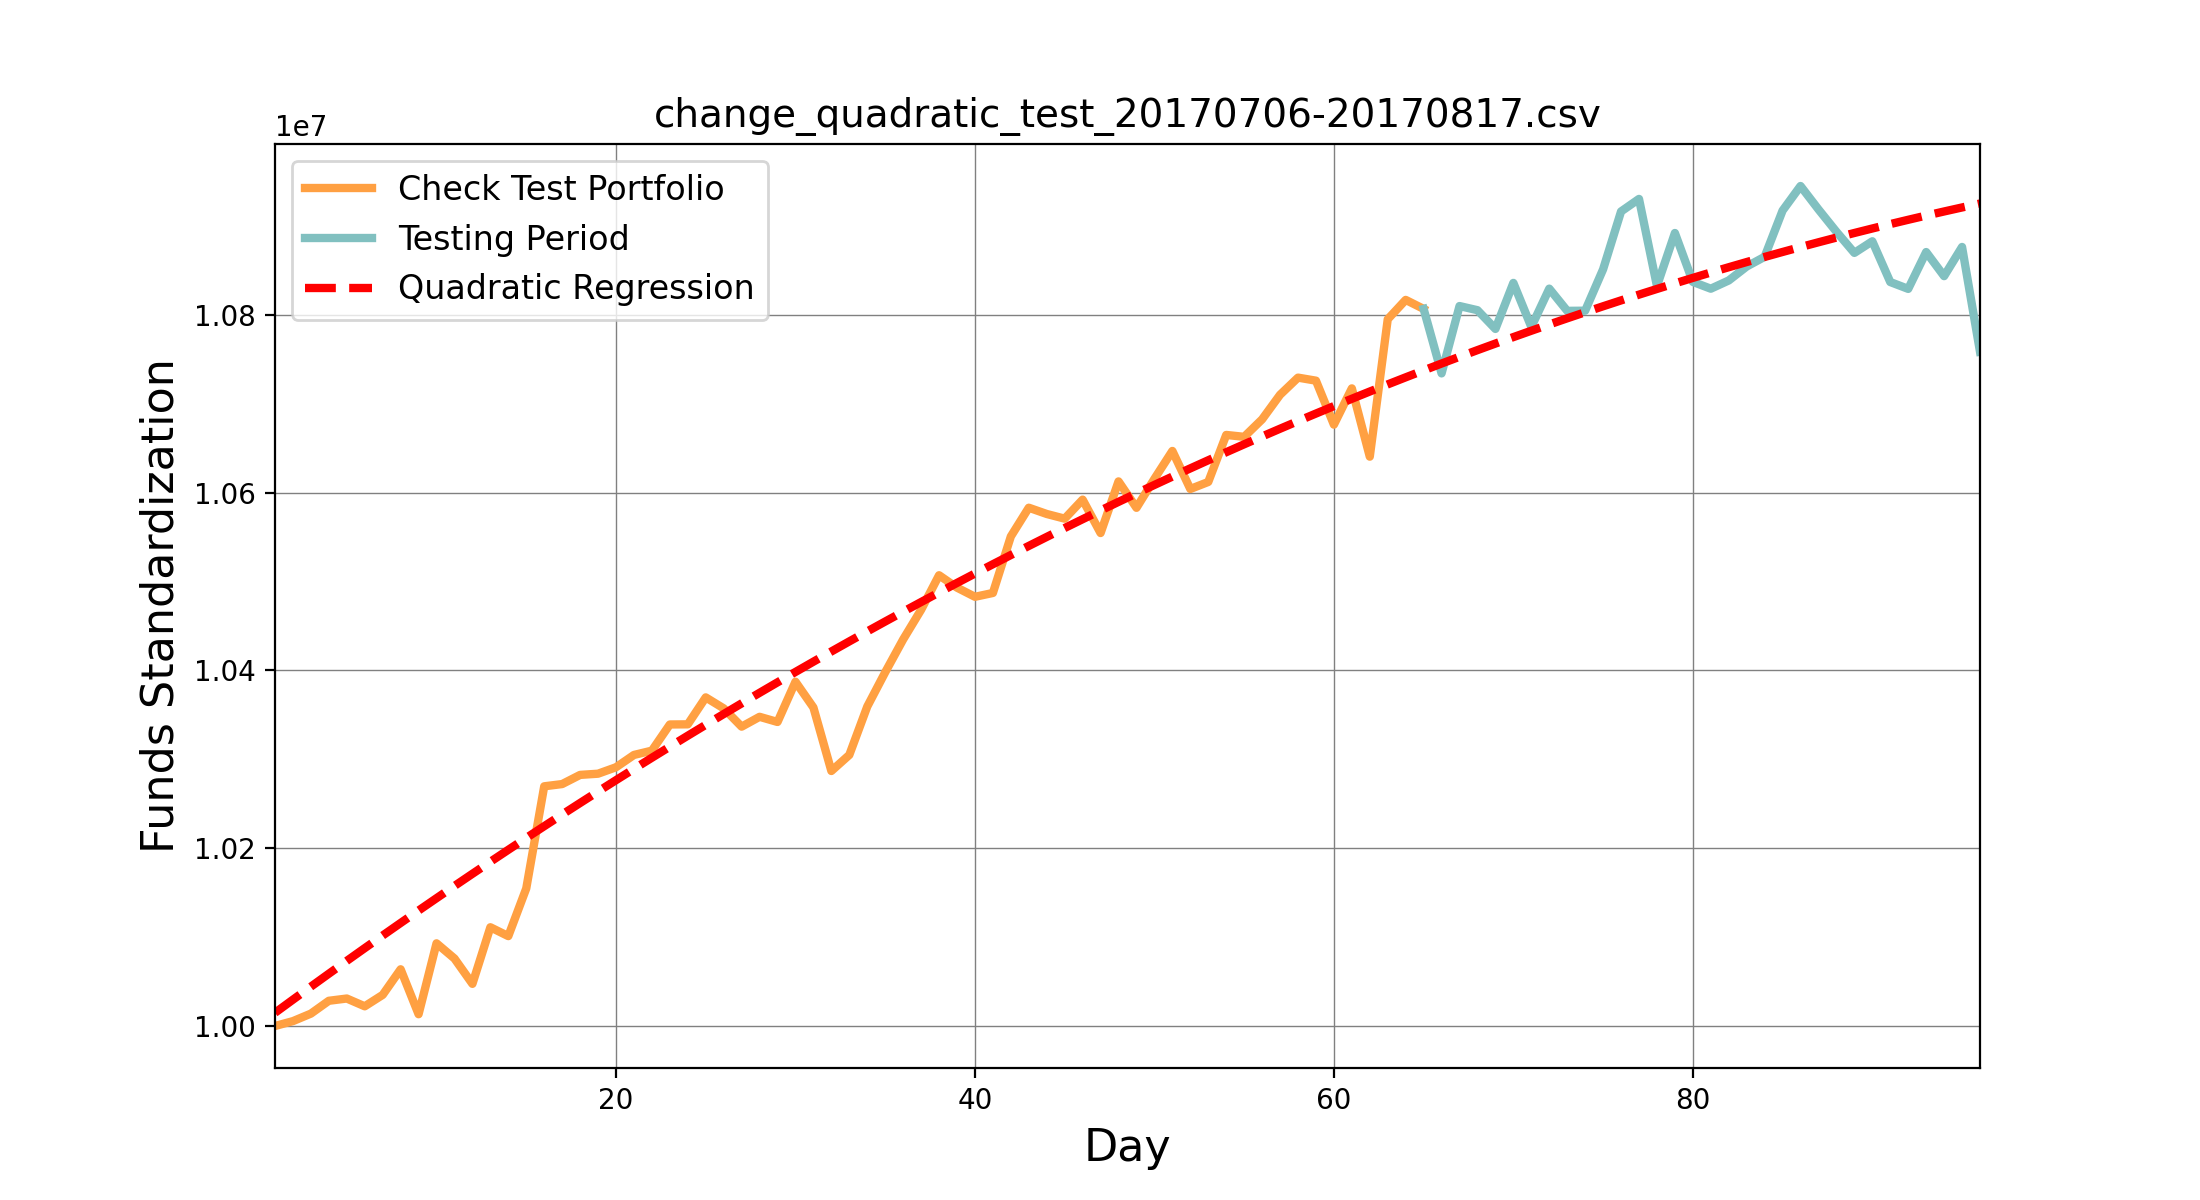 change_quadratic_test_20170706-20170817.csv
1e7
Check Test Portfolio
Testing Period
Quadratic Regression
Funds Standardization
1.08
1.06
1.04
1.02
1.00
20 40 60 80
Day